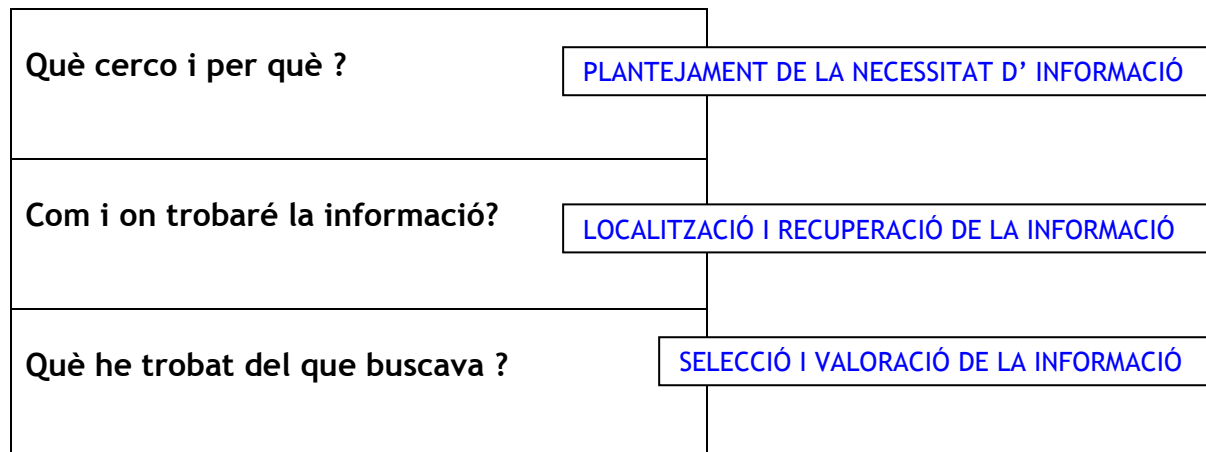 Què cerco i per què ?
PLANTEJAMENT DE LA NECESSITAT D’ INFORMACIÓ
Com i on trobaré la informació?
LOCALITZACIÓ I RECUPERACIÓ DE LA INFORMACIÓ
Què he trobat del que buscava ?
SELECCIÓ I VALORACIÓ DE LA INFORMACIÓ